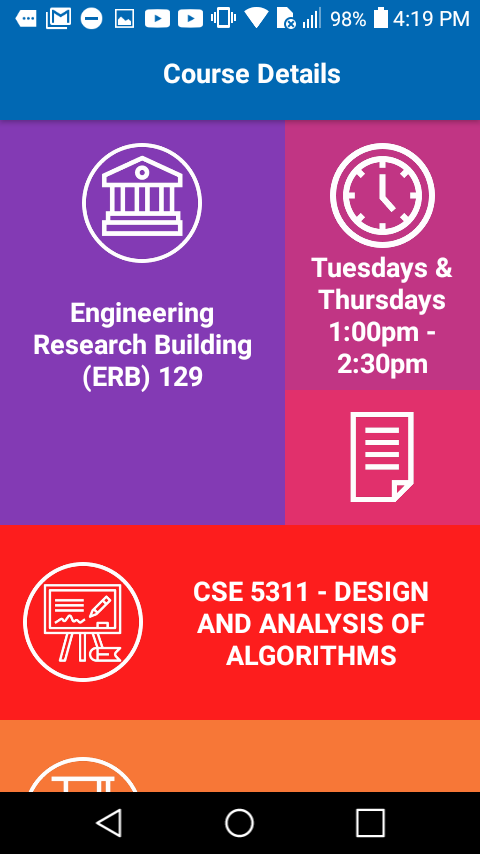 98% 4:19 PM
Course Details
Engineering
Research Building
(ERB) 129
Tuesdays &
Thursdays
1:00pm -
2:30pm
CSE 5311 - DESIGN
AND ANALYSIS OF
ALGORITHMS